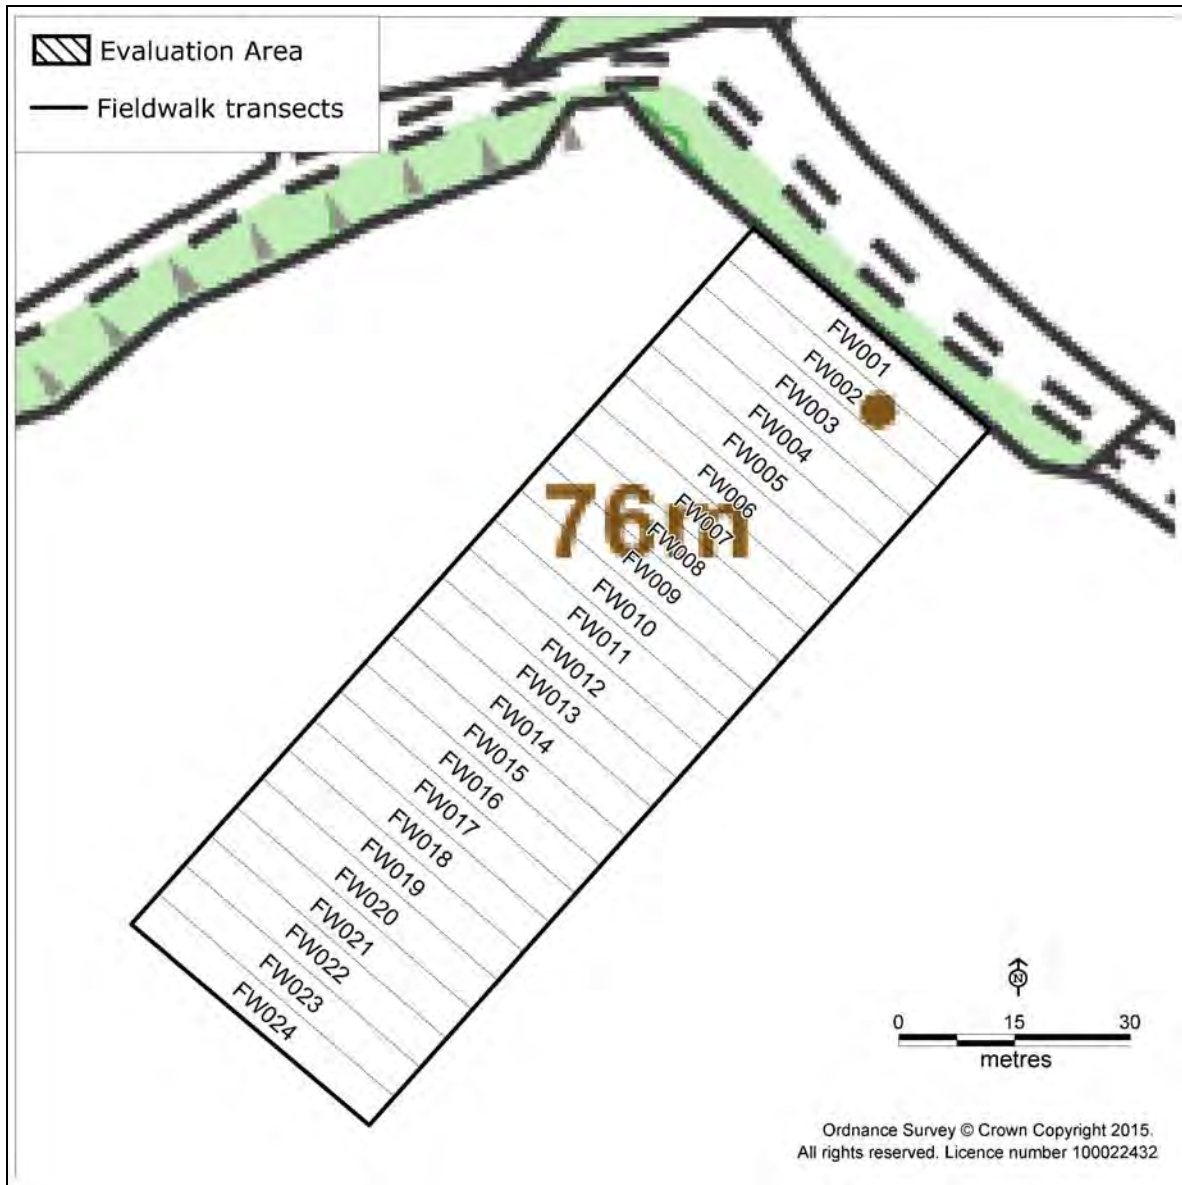 Evaluation Area
Fieldwalk transects
FW001
FW002
FW003
FW004
FW005
FW006
76m
FW007
FW008
FW009
FW010
FW011
FW012
FW013
FW014
FW015
FW016
FW017
FW018
FW019
FW020
FW021
FW022
FW023
FW024
N
0 15 30
metres
Ordnance Survey © Crown Copyright 2015.
All rights reserved. Licence number 100022432